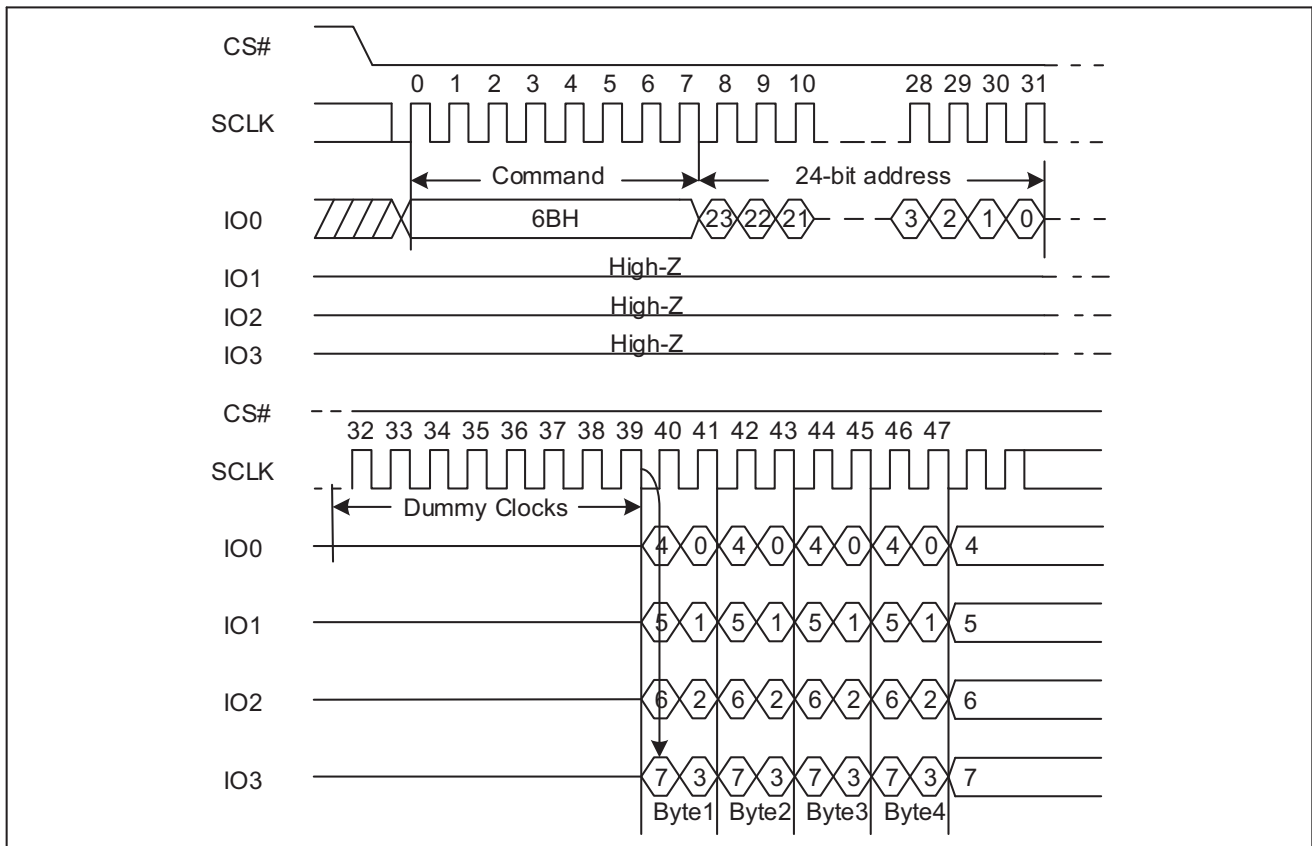 CS#
0 1 2 3 4 5 6 7 8 9 10 28 29 30 31
SCLK
Command 24-bit address
IO0 6BH 23 22 21 3 2 1 0
IO1 High-Z
IO2 High-Z
IO3 High-Z
CS#
32 33 34 35 36 37 38 39 40 41 42 43 44 45 46 47
SCLK
Dummy Clocks
IO0 4 0 4 0 4 0 4 0 4
IO1 5 1 5 1 5 1 5 1 5
IO2 6 2 6 2 6 2 6 2 6
IO3 7 3 7 3 7 3 7 3 7
Byte1 Byte2 Byte3 Byte4